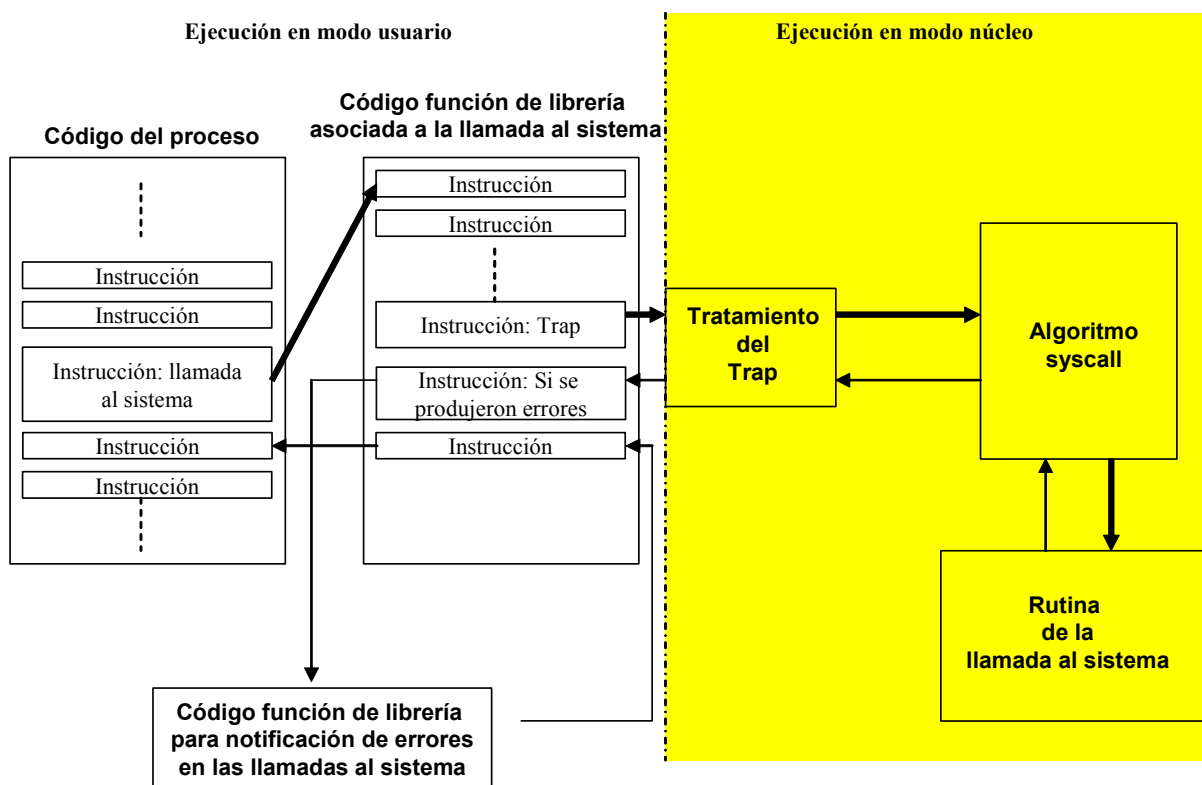 Ejecución en modo usuario
Ejecución en modo núcleo
Código función de librería
asociada a la llamada al sistema
Código del proceso
Instrucción
Instrucción
Instrucción: llamada
al sistema
Instrucción
Instrucción
Instrucción
Instrucción
Instrucción: Trap
Instrucción: Si se
produjeron errores
Instrucción
Tratamiento
del
Trap
Algoritmo
syscall
Rutina
de la
llamada al sistema
Código función de librería
para notificación de errores
en las llamadas al sistema